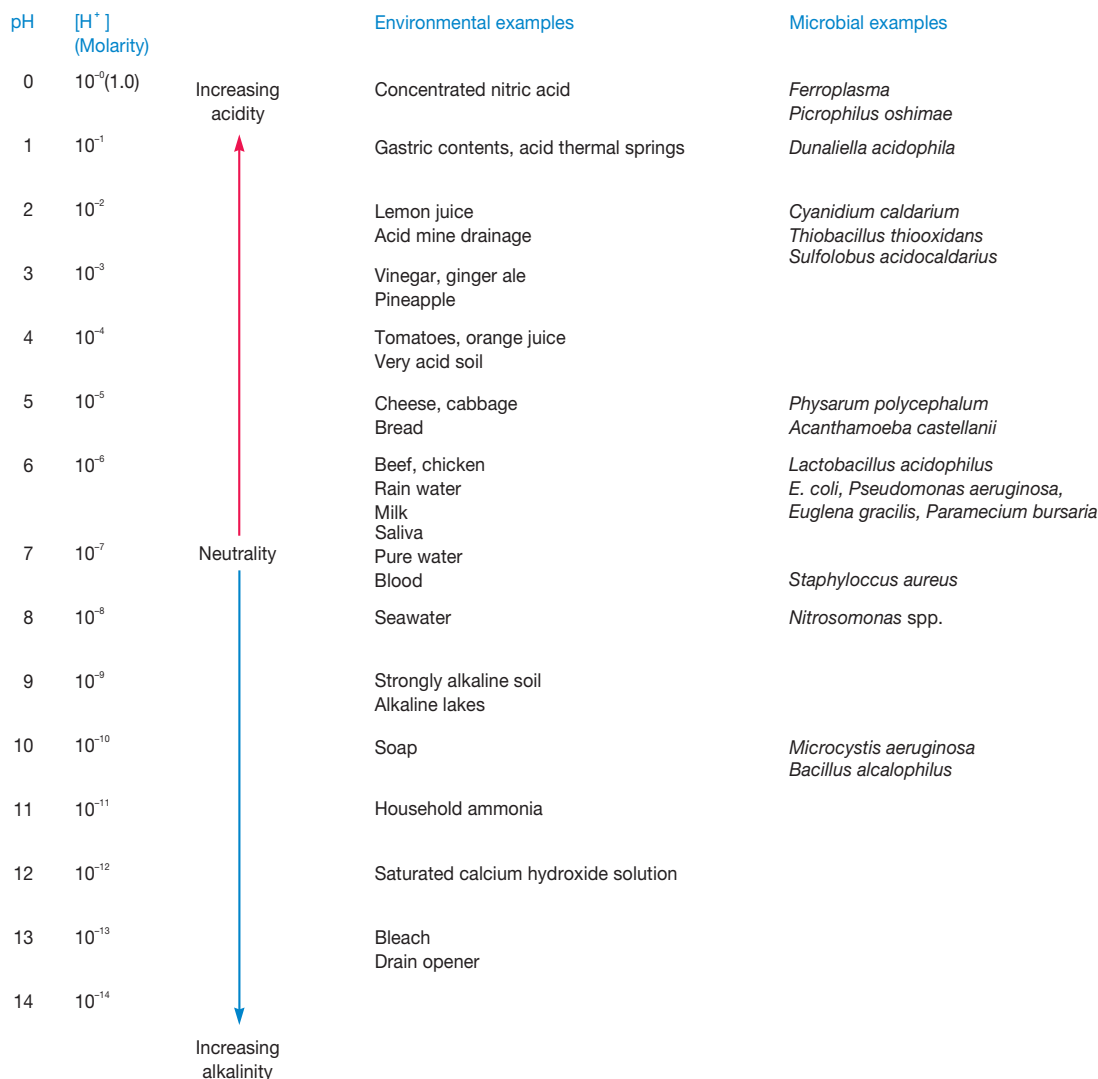 pH [H⁺] Environmental examples Microbial examples
(Molarity)
0 10⁻⁰(1.0) Increasing Concentrated nitric acid Ferroplasma
acidity Picrophilus oshimae
1 10⁻¹ Gastric contents, acid thermal springs Dunaliella acidophila
2 10⁻² Lemon juice Cyanidium caldarium
Acid mine drainage Thiobacillus thiooxidans
Sulfolobus acidocaldarius
3 10⁻³ Vinegar, ginger ale
Pineapple
4 10⁻⁴ Tomatoes, orange juice
Very acid soil
5 10⁻⁵ Cheese, cabbage Physarum polycephalum
Bread Acanthamoeba castellanii
6 10⁻⁶ Beef, chicken Lactobacillus acidophilus
Rain water E. coli, Pseudomonas aeruginosa,
Milk Euglena gracilis, Paramecium bursaria
Saliva
7 10⁻⁷ Neutrality Pure water
Blood Staphyloccus aureus
8 10⁻⁸ Seawater Nitrosomonas spp.
9 10⁻⁹ Strongly alkaline soil
Alkaline lakes
10 10⁻¹⁰ Soap Microcystis aeruginosa
Bacillus alcalophilus
11 10⁻¹¹ Household ammonia
12 10⁻¹² Saturated calcium hydroxide solution
13 10⁻¹³ Bleach
Drain opener
14 10⁻¹⁴
Increasing
alkalinity